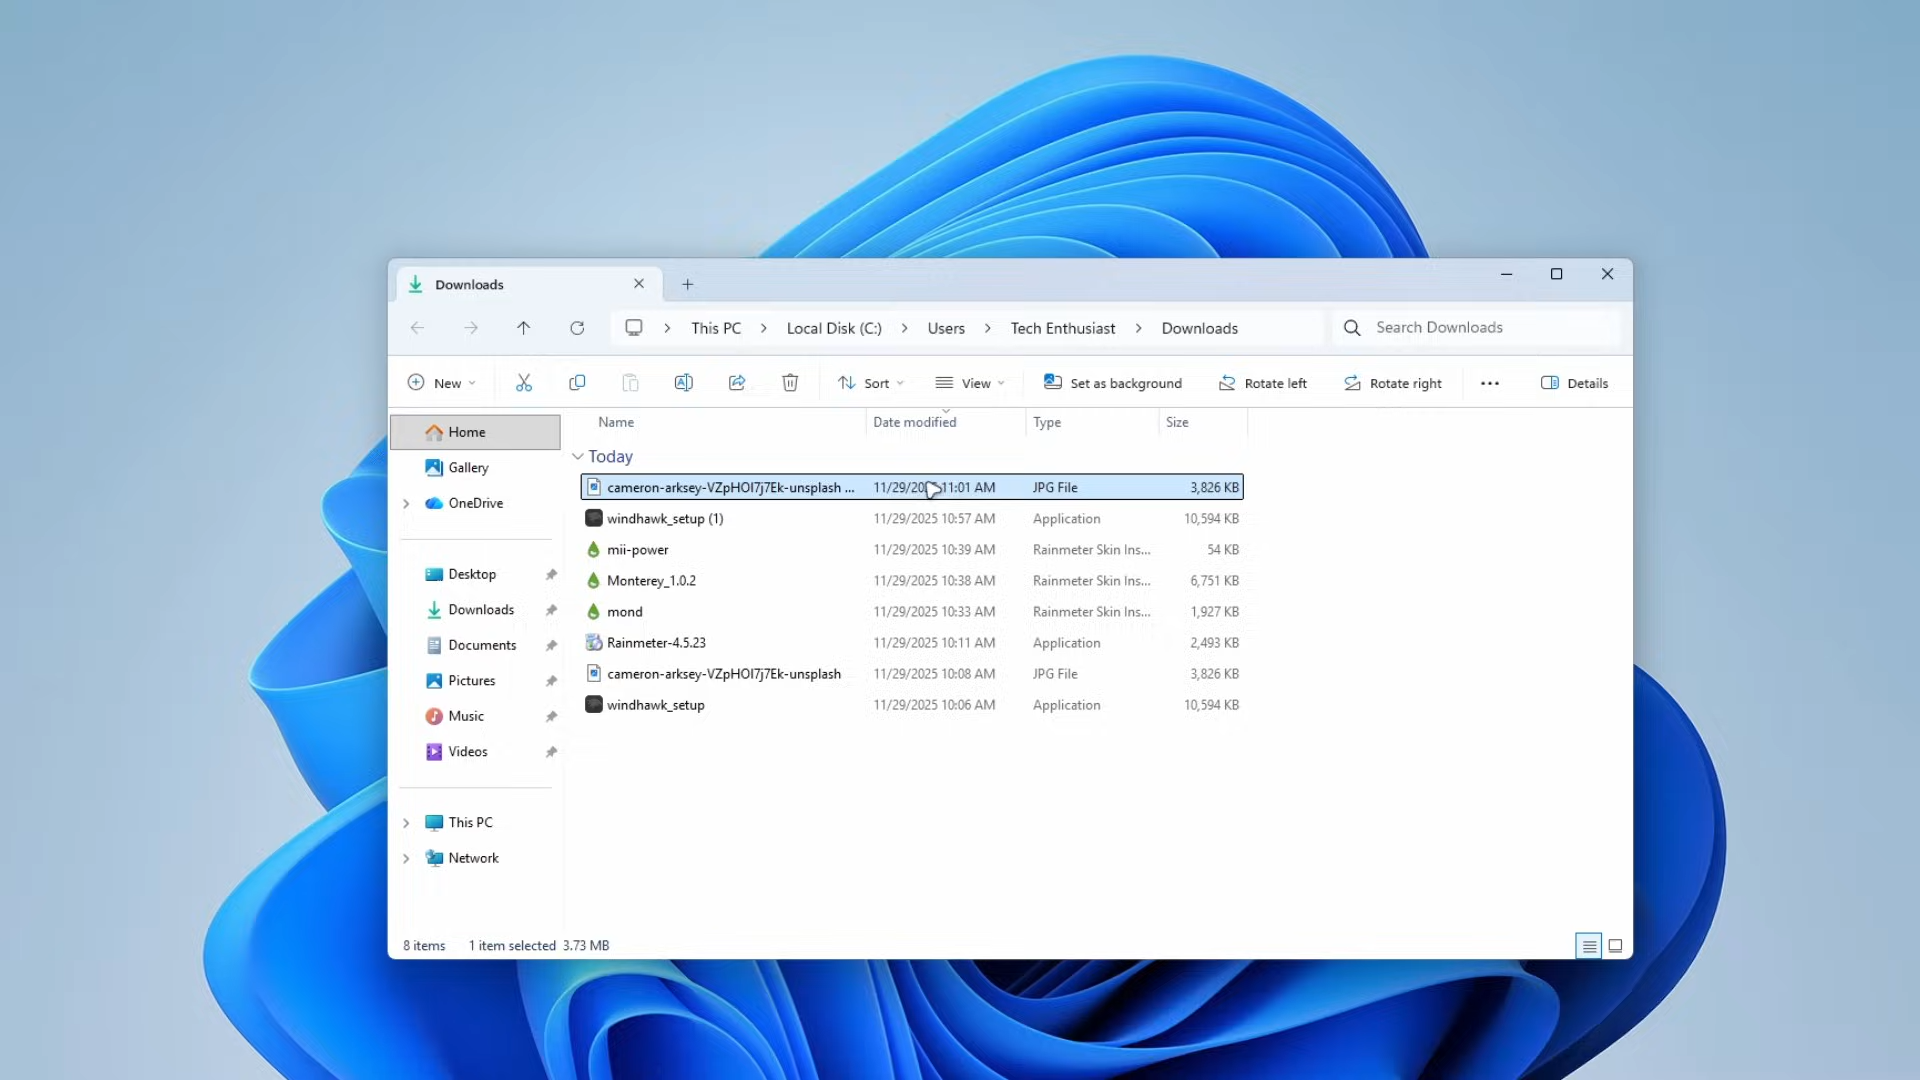 Downloads
This PC Local Disk (C:) Users Tech Enthusiast Downloads Search Downloads
New Sort View Set as background Rotate left Rotate right ... Details
Name Date modified Type Size
Home
Gallery
OneDrive
Desktop
Downloads
Documents
Pictures
Music
Videos
This PC
Network
Today
cameron-arksey-VZpHOI7j7Ek-unsplash ... 11/29/2025 11:01 AM JPG File 3,826 KB
windhawk_setup (1) 11/29/2025 10:57 AM Application 10,594 KB
mii-power 11/29/2025 10:39 AM Rainmeter Skin Ins... 54 KB
Monterey_1.0.2 11/29/2025 10:38 AM Rainmeter Skin Ins... 6,751 KB
mond 11/29/2025 10:33 AM Rainmeter Skin Ins... 1,927 KB
Rainmeter-4.5.23 11/29/2025 10:11 AM Application 2,493 KB
cameron-arksey-VZpHOI7j7Ek-unsplash 11/29/2025 10:08 AM JPG File 3,826 KB
windhawk_setup 11/29/2025 10:06 AM Application 10,594 KB
8 items 1 item selected 3.73 MB